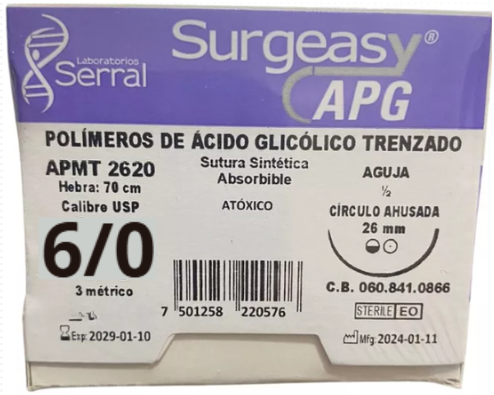 Laboratorios
Serral
Surgeasy®
APG
POLÍMEROS DE ÁCIDO GLICÓLICO TRENZADO
APMT 2620
Hebra: 70 cm
Calibre USP
6/0
3 métrico
Exp: 2029-01-10
Sutura Sintética
Absorbible
ATÓXICO
7 501258 220576
AGUJA
½
CÍRCULO AHUSADA
26 mm
C.B. 060.841.0866
STERILE EO
Mfg: 2024-01-11